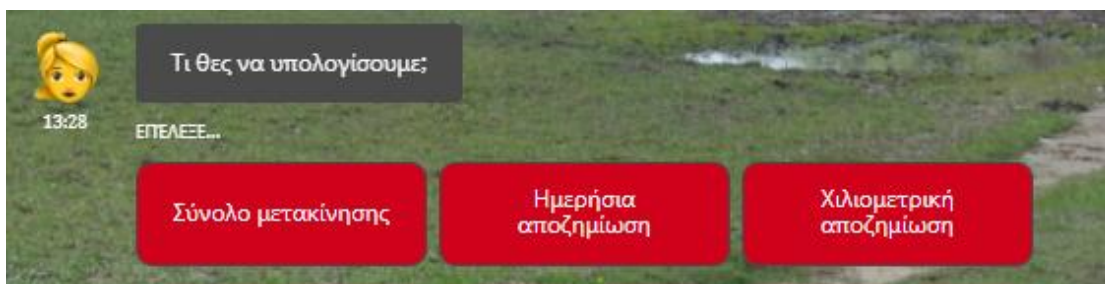 Τι θες να υπολογίσουμε;
13:28
ΕΠΕΛΕΞΕ...
Σύνολο μετακίνησης
Ημερήσια
αποζημίωση
Χιλιομετρική
αποζημίωση